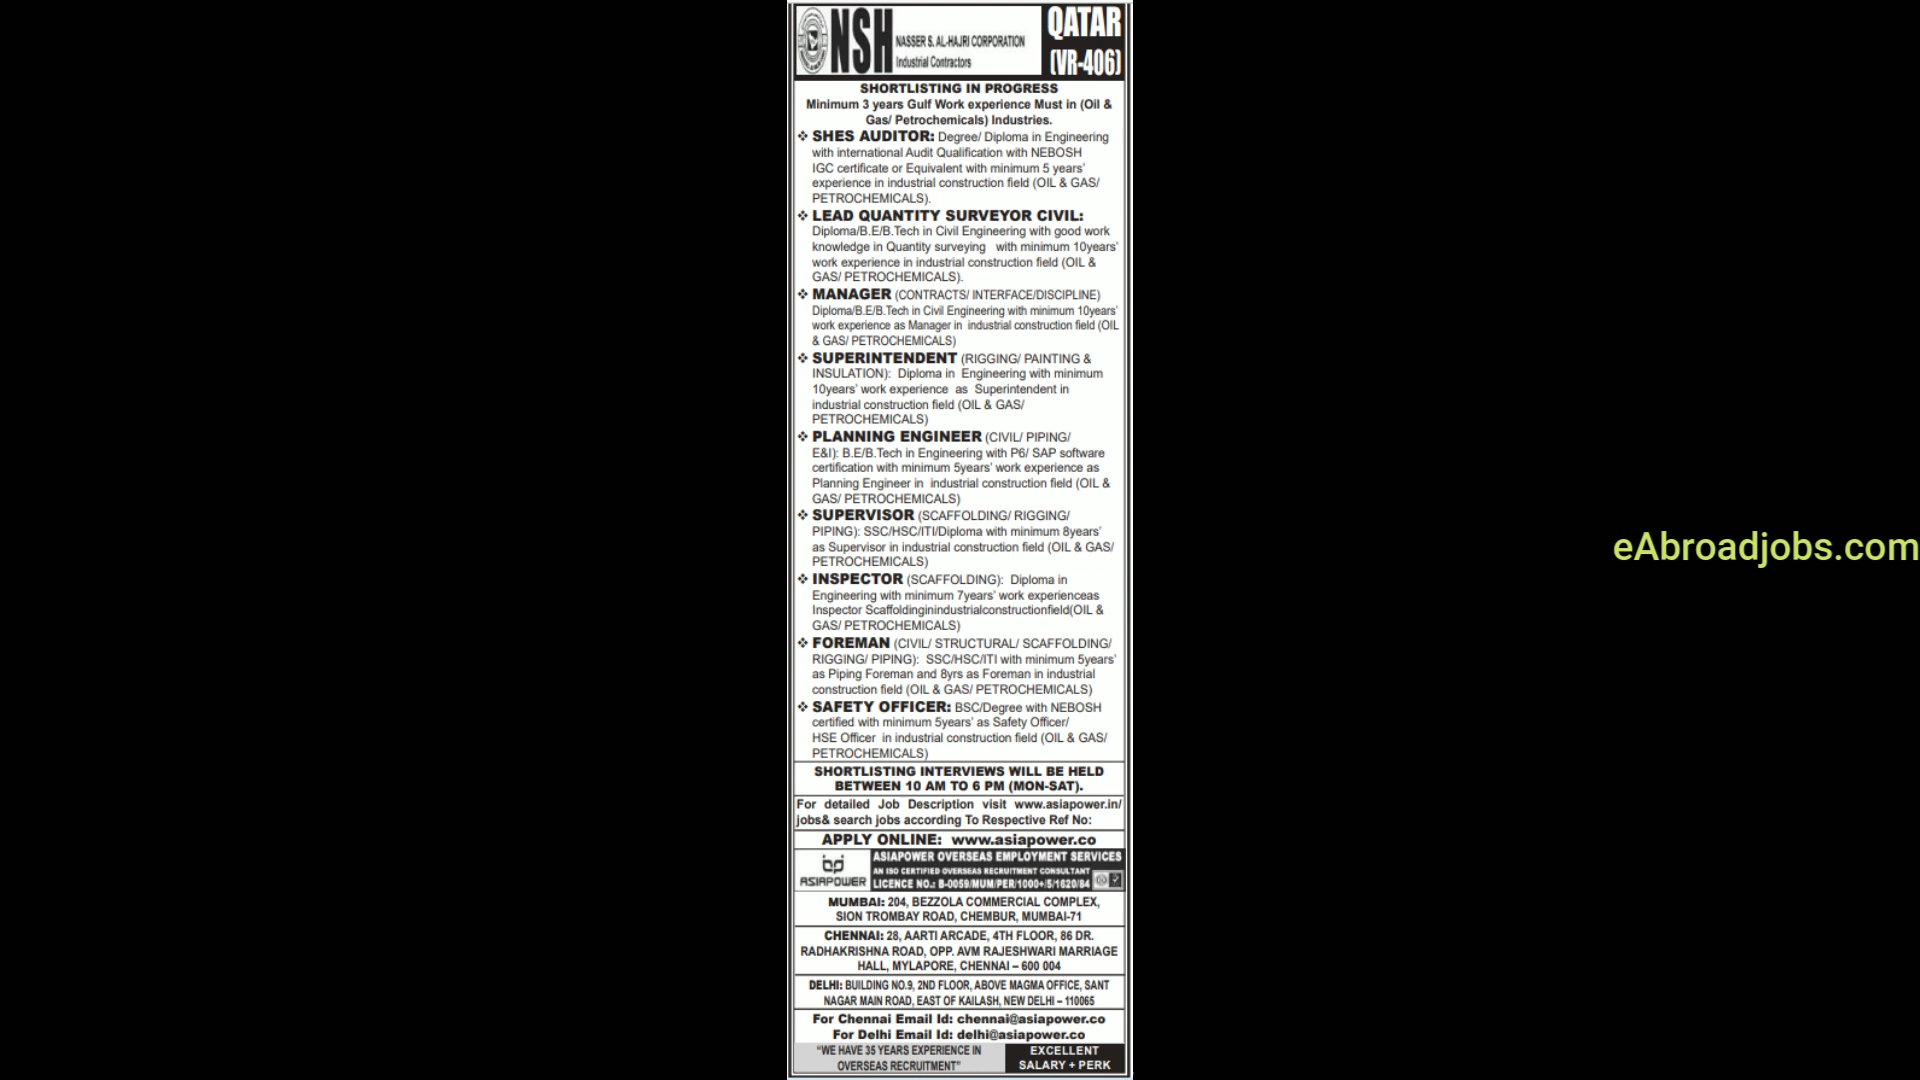 NSH
NASSER S. AL-HAJRI CORPORATION
Industrial Contractors
QATAR
(VR-406)
SHORTLISTING IN PROGRESS
Minimum 3 years Gulf Work experience Must in (Oil &
Gas/ Petrochemicals) Industries.
❖ SHES AUDITOR: Degree/ Diploma in Engineering
with international Audit Qualification with NEBOSH
IGC certificate or Equivalent with minimum 5 years’
experience in industrial construction field (OIL & GAS/
PETROCHEMICALS).
❖ LEAD QUANTITY SURVEYOR CIVIL:
Diploma/B.E/B.Tech in Civil Engineering with good work
knowledge in Quantity surveying with minimum 10years’
work experience in industrial construction field (OIL &
GAS/ PETROCHEMICALS).
❖ MANAGER (CONTRACTS/ INTERFACE/DISCIPLINE)
Diploma/B.E/B.Tech in Civil Engineering with minimum 10years’
work experience as Manager in industrial construction field (OIL
& GAS/ PETROCHEMICALS)
❖ SUPERINTENDENT (RIGGING/ PAINTING &
INSULATION): Diploma in Engineering with minimum
10years’ work experience as Superintendent in
industrial construction field (OIL & GAS/
PETROCHEMICALS)
❖ PLANNING ENGINEER (CIVIL/ PIPING/
E&I): B.E/B.Tech in Engineering with P6/ SAP software
certification with minimum 5years’ work experience as
Planning Engineer in industrial construction field (OIL &
GAS/ PETROCHEMICALS)
❖ SUPERVISOR (SCAFFOLDING/ RIGGING/
PIPING): SSC/HSC/ITI/Diploma with minimum 8years’
as Supervisor in industrial construction field (OIL & GAS/
PETROCHEMICALS)
❖ INSPECTOR (SCAFFOLDING): Diploma in
Engineering with minimum 7years’ work experienceas
Inspector Scaffoldinginindustrialconstructionfield(OIL &
GAS/ PETROCHEMICALS)
❖ FOREMAN (CIVIL/ STRUCTURAL/ SCAFFOLDING/
RIGGING/ PIPING): SSC/HSC/ITI with minimum 5years’
as Piping Foreman and 8yrs as Foreman in industrial
construction field (OIL & GAS/ PETROCHEMICALS)
❖ SAFETY OFFICER: BSC/Degree with NEBOSH
certified with minimum 5years’ as Safety Officer/
HSE Officer in industrial construction field (OIL & GAS/
PETROCHEMICALS)
SHORTLISTING INTERVIEWS WILL BE HELD
BETWEEN 10 AM TO 6 PM (MON-SAT).
For detailed Job Description visit www.asiapower.in/
jobs& search jobs according To Respective Ref No:
APPLY ONLINE: www.asiapower.co
ASIAPOWER
ASIAPOWER OVERSEAS EMPLOYMENT SERVICES
AN ISO CERTIFIED OVERSEAS RECRUITMENT CONSULTANT
LICENCE NO.: B-0059/MUM/PER/1000+/5/1620/84
MUMBAI: 204, BEZZOLA COMMERCIAL COMPLEX,
SION TROMBAY ROAD, CHEMBUR, MUMBAI-71
CHENNAI: 28, AARTI ARCADE, 4TH FLOOR, 86 DR.
RADHAKRISHNA ROAD, OPP. AVM RAJESHWARI MARRIAGE
HALL, MYLAPORE, CHENNAI – 600 004
DELHI: BUILDING NO.9, 2ND FLOOR, ABOVE MAGMA OFFICE, SANT
NAGAR MAIN ROAD, EAST OF KAILASH, NEW DELHI – 110065
For Chennai Email Id: chennai@asiapower.co
For Delhi Email Id: delhi@asiapower.co
“WE HAVE 35 YEARS EXPERIENCE IN
OVERSEAS RECRUITMENT”
EXCELLENT
SALARY + PERK
eAbroadjobs.com